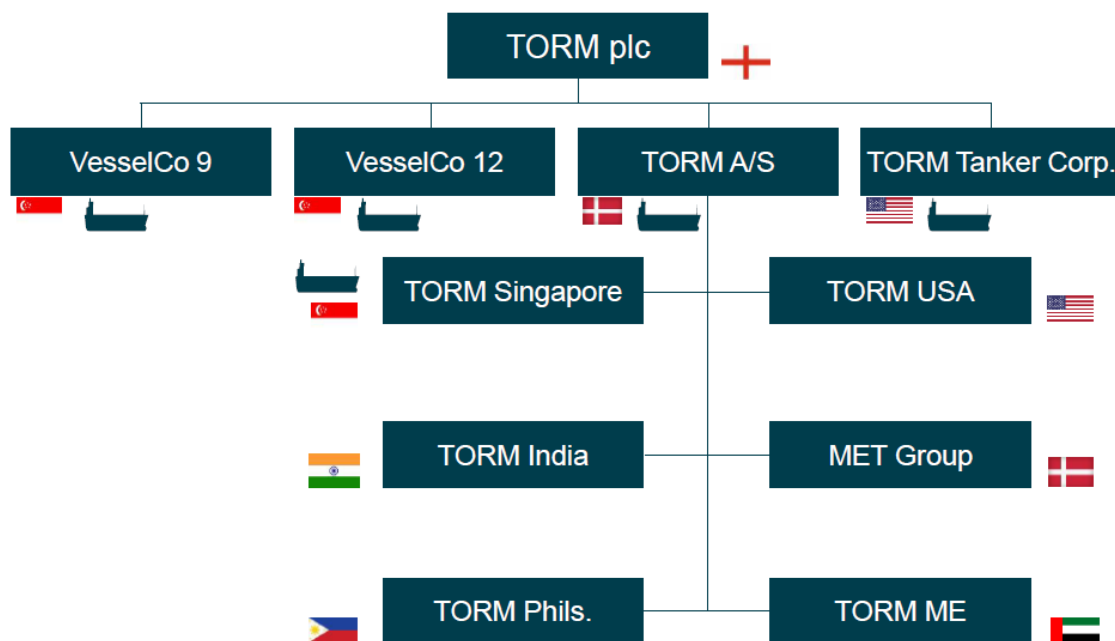 TORM plc
VesselCo 9
VesselCo 12
TORM A/S
TORM Tanker Corp.
TORM Singapore
TORM USA
TORM India
MET Group
TORM Phils.
TORM ME